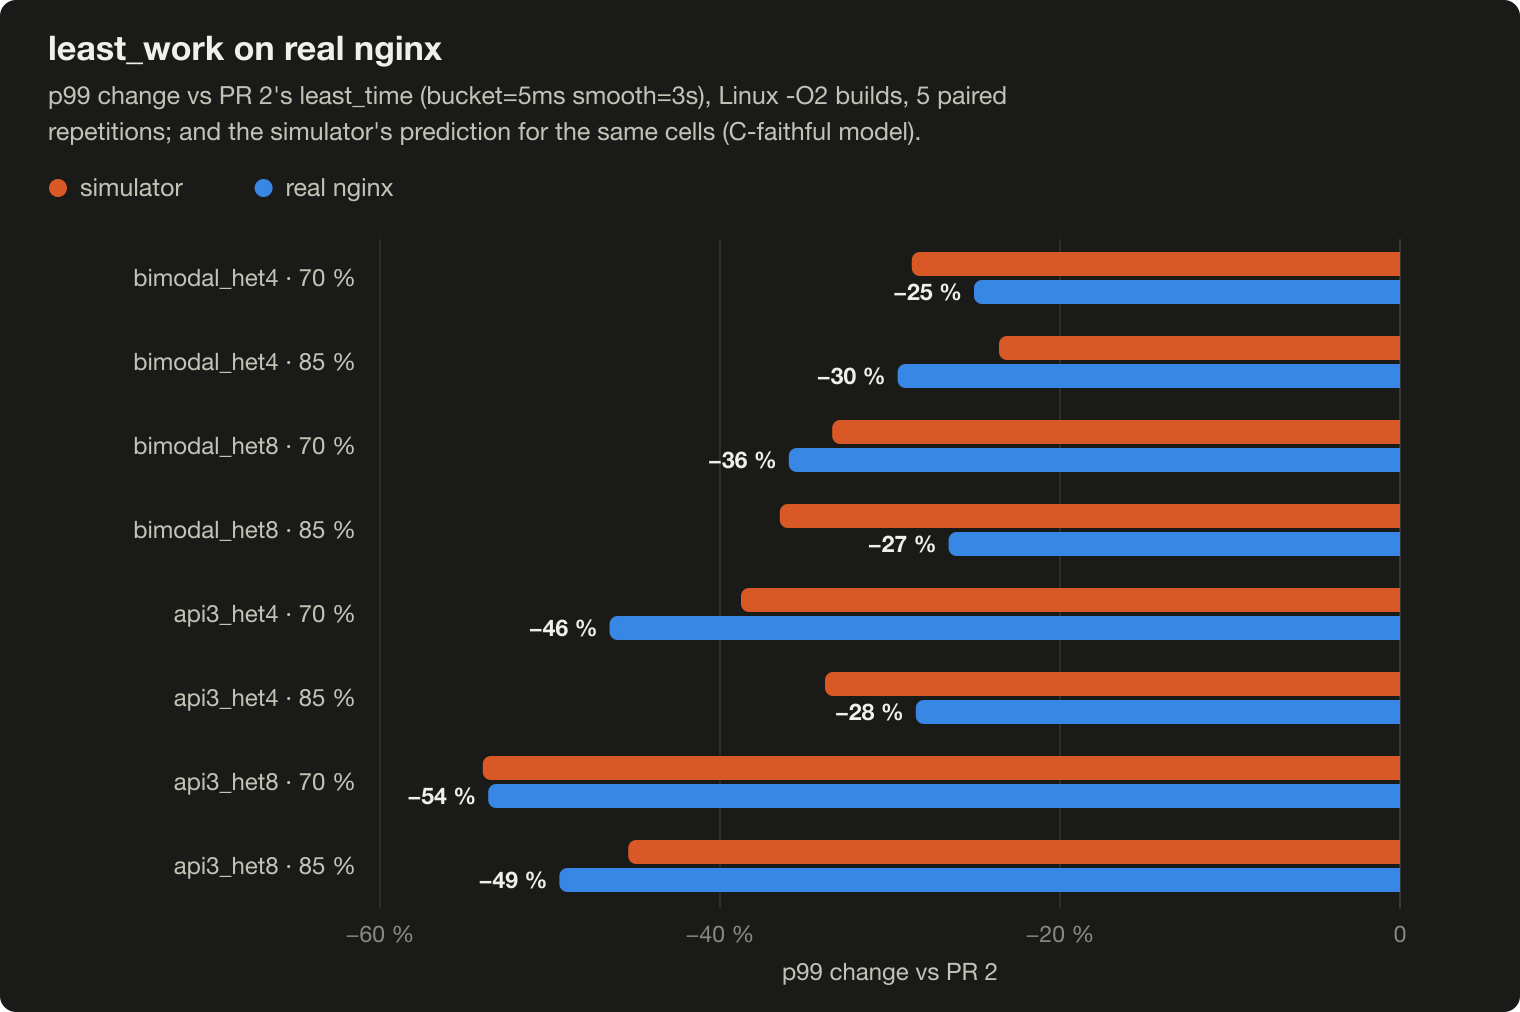 least_work on real nginx
p99 change vs PR 2's least_time (bucket=5ms smooth=3s), Linux -O2 builds, 5 paired
repetitions; and the simulator's prediction for the same cells (C-faithful model).
simulator
real nginx
bimodal_het4 · 70 %
−25 %
bimodal_het4 · 85 %
−30 %
bimodal_het8 · 70 %
−36 %
bimodal_het8 · 85 %
−27 %
api3_het4 · 70 %
−46 %
api3_het4 · 85 %
−28 %
api3_het8 · 70 %
−54 %
api3_het8 · 85 %
−49 %
−60 %
−40 %
−20 %
0
p99 change vs PR 2